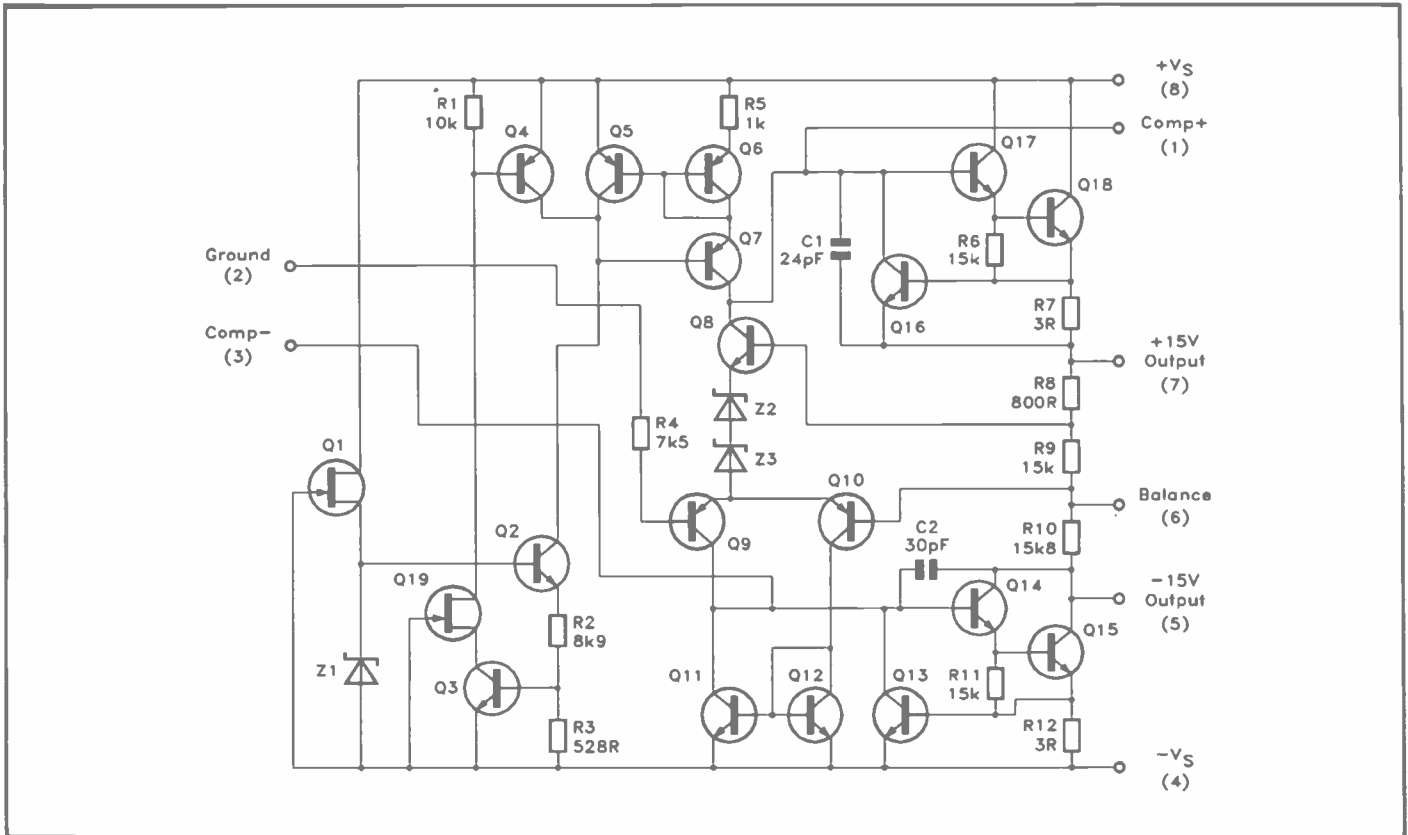 +VS
(8)
R1
10k
Q4
Q5
R5
1k
Q6
Comp+
(1)
Q17
Q18
Ground
(2)
Q7
C1
24pF
R6
15k
Q16
R7
3R
Comp−
(3)
Q8
+15V
Output
(7)
R8
800R
Z2
R4
7k5
Z3
R9
15k
Q1
Q10
Balance
(6)
Q9
C2
30pF
R10
15k8
Q2
Q14
−15V
Output
(5)
Q19
R2
8k9
Q15
Z1
Q3
Q11
Q12
Q13
R11
15k
R3
528R
R12
3R
−VS
(4)